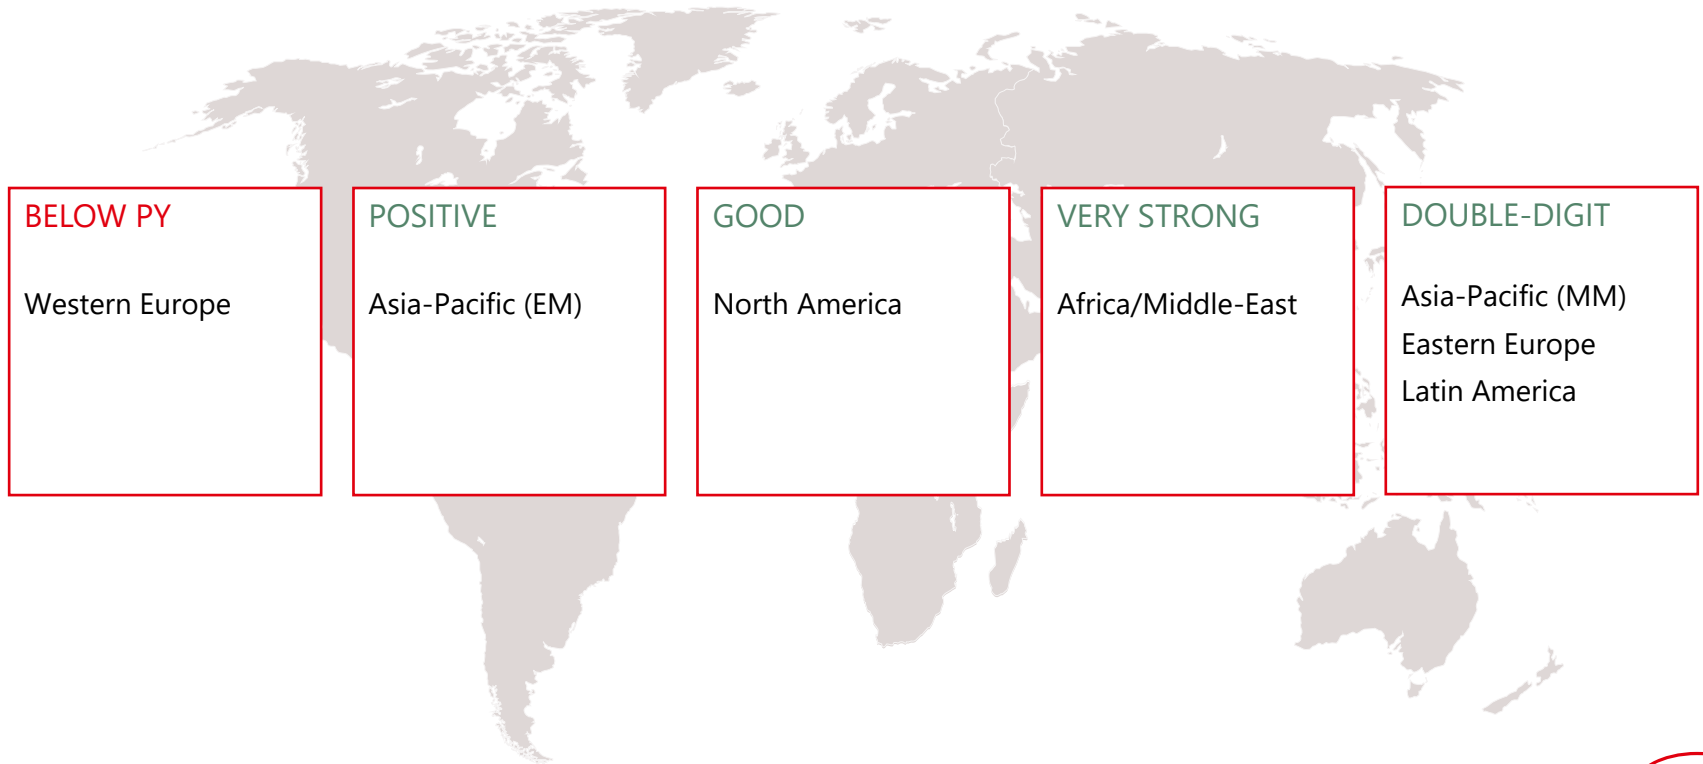 BELOW PY
Western Europe
POSITIVE
Asia-Pacific (EM)
GOOD
North America
VERY STRONG
Africa/Middle-East
DOUBLE-DIGIT
Asia-Pacific (MM)
Eastern Europe
Latin America